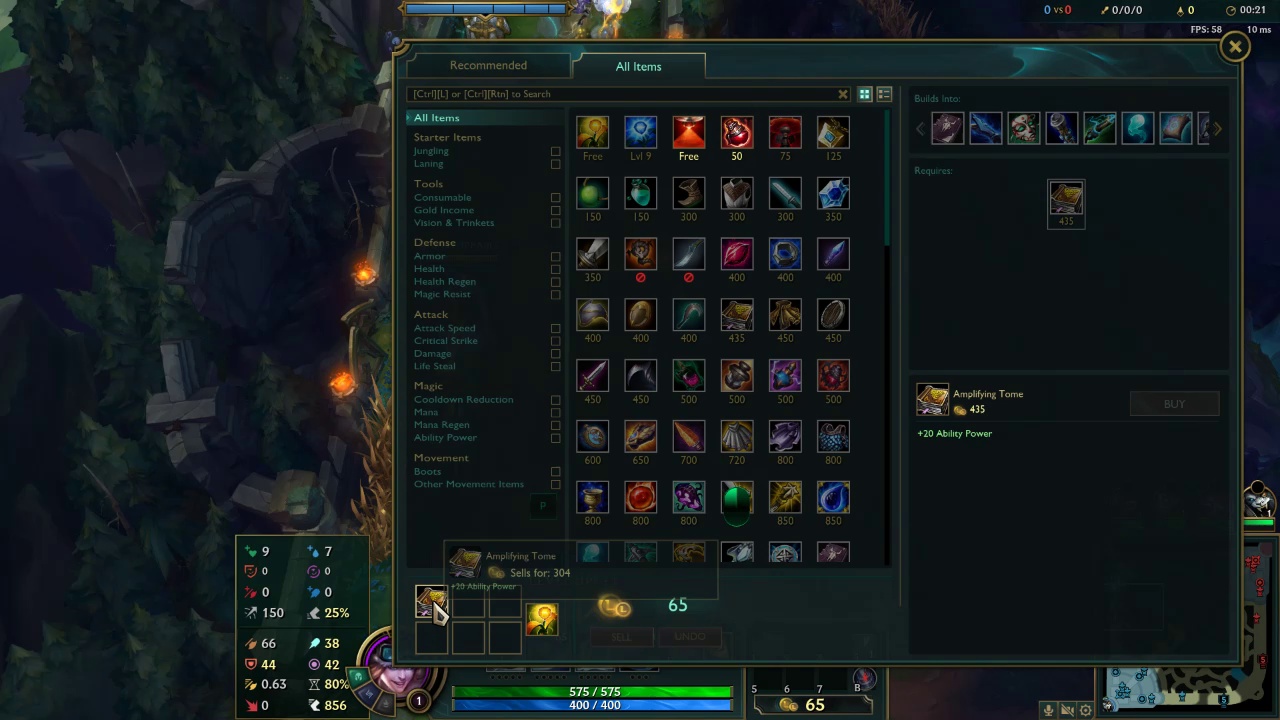 0 vs 0 0/0/0 0 00:21
FPS: 58 10 ms
Recommended All Items
[Ctrl][L] or [Ctrl][Rtn] to Search
All Items
Starter Items
Jungling
Laning
Tools
Consumable
Gold Income
Vision & Trinkets
Defense
Armor
Health
Health Regen
Magic Resist
Attack
Attack Speed
Critical Strike
Damage
Life Steal
Magic
Cooldown Reduction
Mana
Mana Regen
Ability Power
Movement
Boots
Other Movement Items
P
Free Lvl 9 Free 50 75 125
150 150 300 300 300 350
350 400 400 400
400 400 400 435 450 450
450 450 500 500 500 500
600 650 700 720 800 800
800 800 800 850 850
Builds Into:
Requires:
435
Amplifying Tome
435
BUY
+20 Ability Power
Amplifying Tome
Sells for: 304
+20 Ability Power
65
SELL UNDO
9 7
0 0
0 0
150 25%
66 38
44 42
0.63 80%
0 856
1
575 / 575
400 / 400
5 6 7 B
65